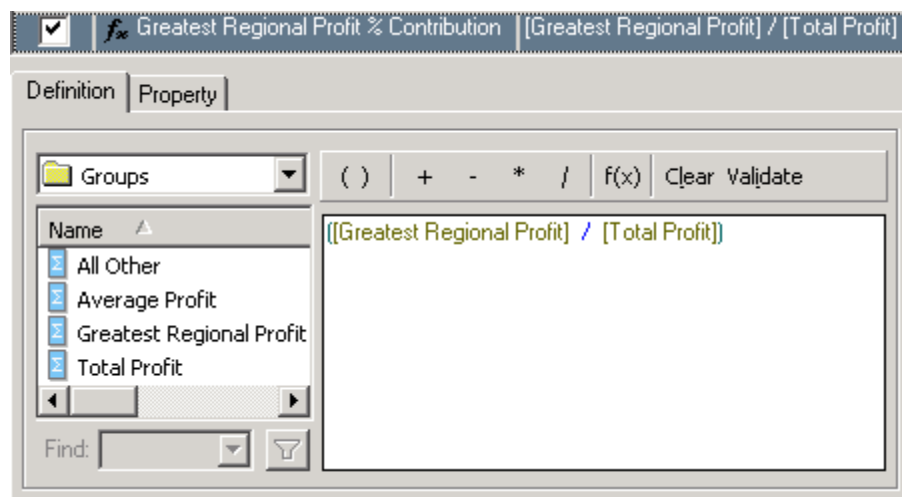 fx Greatest Regional Profit % Contribution [Greatest Regional Profit] / [Total Profit]
Definition Property
Groups ( ) + - * / f(x) Clear Validate
Name
([Greatest Regional Profit] / [Total Profit])
All Other
Average Profit
Greatest Regional Profit
Total Profit
Find: